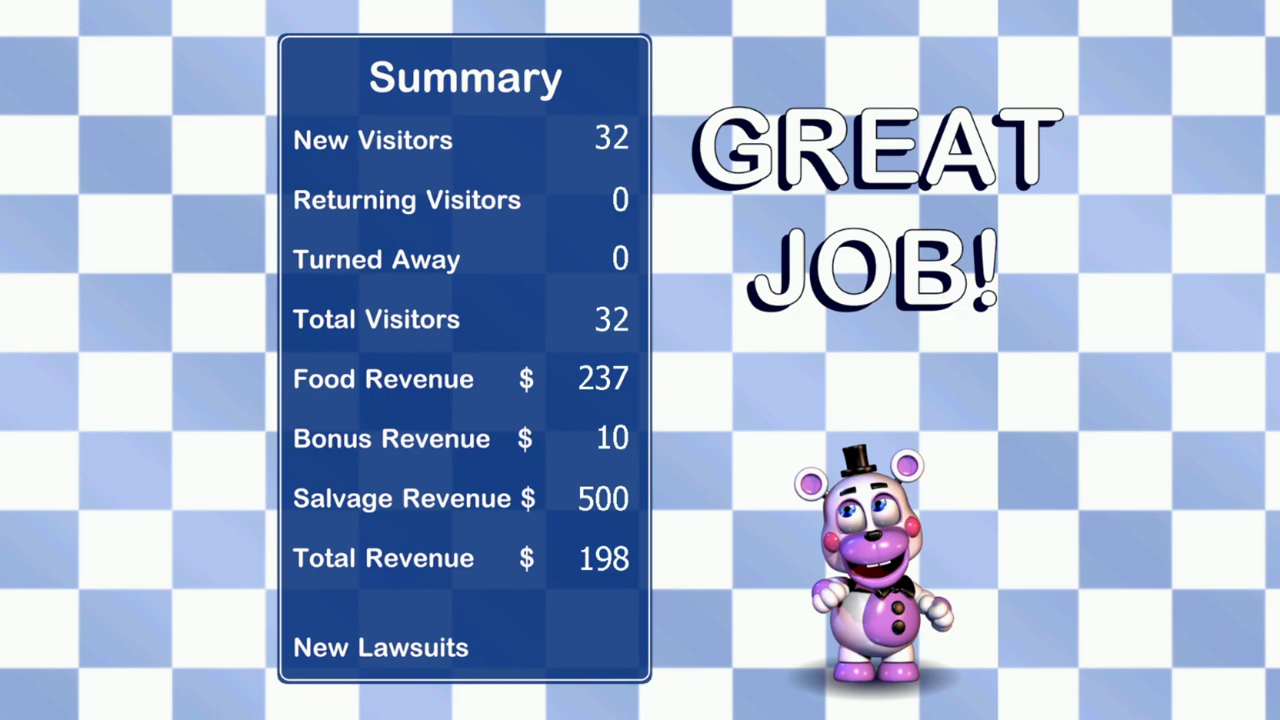 Summary
New Visitors 32
Returning Visitors 0
Turned Away 0
Total Visitors 32
Food Revenue $ 237
Bonus Revenue $ 10
Salvage Revenue $ 500
Total Revenue $ 198
New Lawsuits
GREAT
JOB!